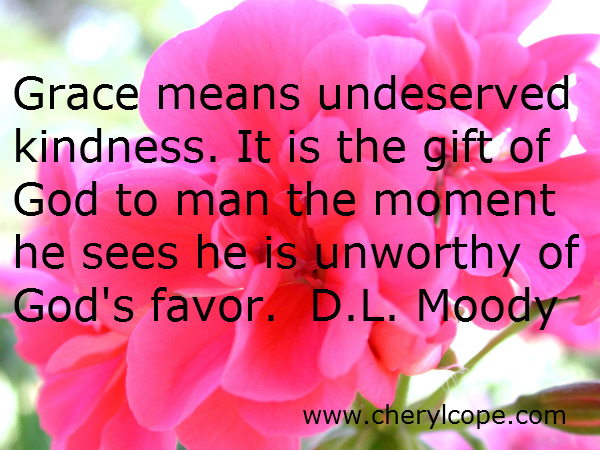 Grace means undeserved
kindness. It is the gift of
God to man the moment
he sees he is unworthy of
God's favor.  D.L. Moody
www.cherylcope.com